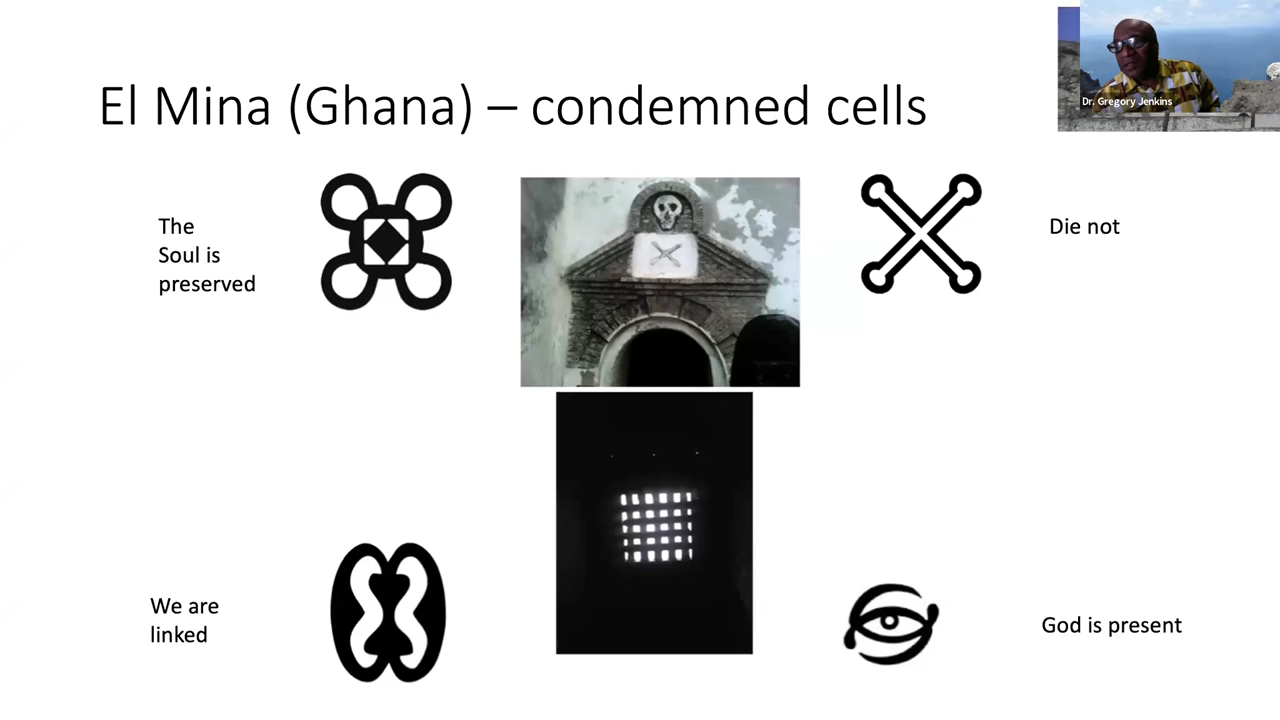 El Mina (Ghana) – condemned cells
Dr. Gregory Jenkins
The
Soul is
preserved
Die not
We are
linked
God is present